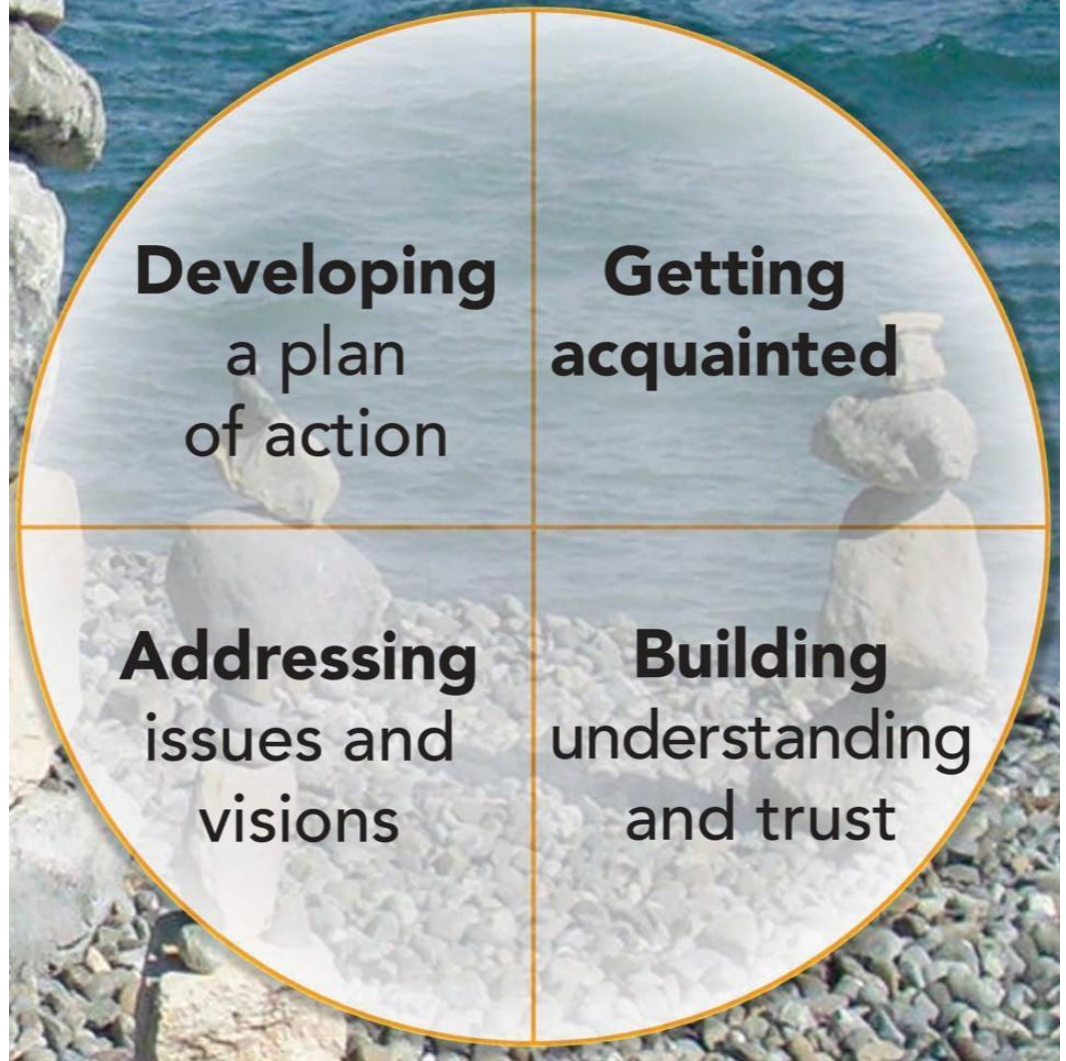 Developing
a plan
of action
Getting
acquainted
Addressing
issues and
visions
Building
understanding
and trust